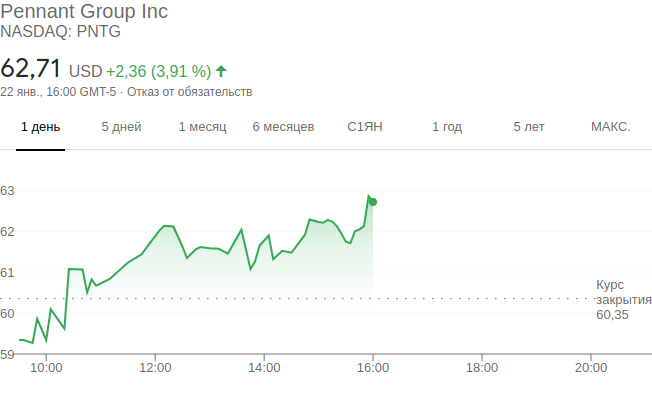 Pennant Group Inc
NASDAQ: PNTG
62,71 USD +2,36 (3,91 %)
22 янв., 16:00 GMT-5 · Отказ от обязательств
1 день 5 дней 1 месяц 6 месяцев С1ЯН 1 год 5 лет МАКС.
63
62
61
Курс
закрытия
60,35
60
59
10:00 12:00 14:00 16:00 18:00 20:00